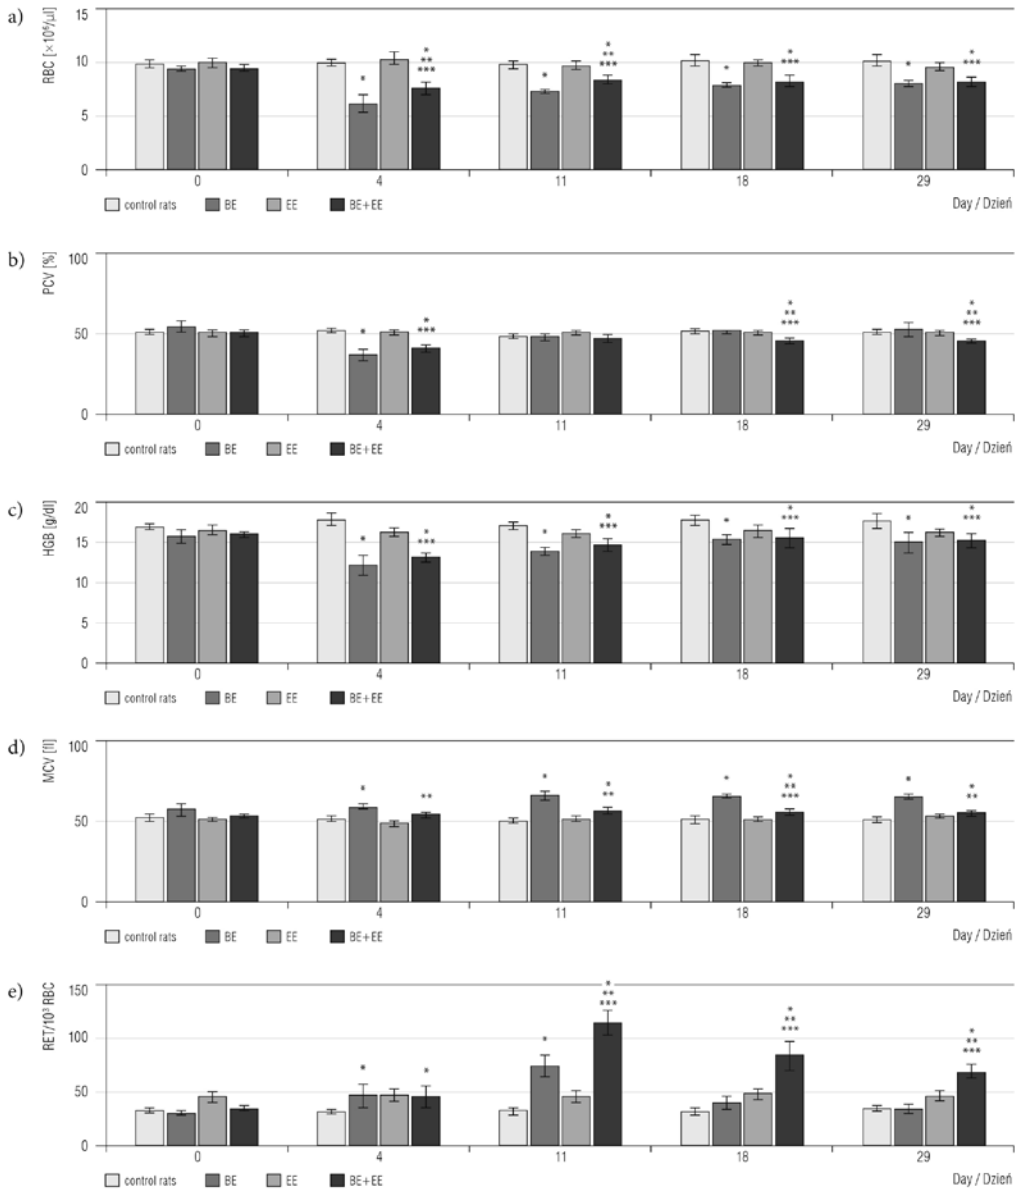 a)
RBC [×10⁶/μl]
15
10
5
0
* * ** *** * * ** *** * * *** * * ***
0 4 11 18 29
control rats BE EE BE+EE Day / Dzień
b)
PCV [%]
100
50
0
* * *** * ** *** * ** ***
0 4 11 18 29
control rats BE EE BE+EE Day / Dzień
c)
HGB [g/dl]
20
15
10
5
0
* * *** * * *** * * *** * * ***
0 4 11 18 29
control rats BE EE BE+EE Day / Dzień
d)
MCV [fl]
100
50
0
* ** * * ** * * ** *** * * **
0 4 11 18 29
control rats BE EE BE+EE Day / Dzień
e)
RET/10³ RBC
150
100
50
0
* * * * ** *** * ** *** * ** ***
0 4 11 18 29
control rats BE EE BE+EE Day / Dzień